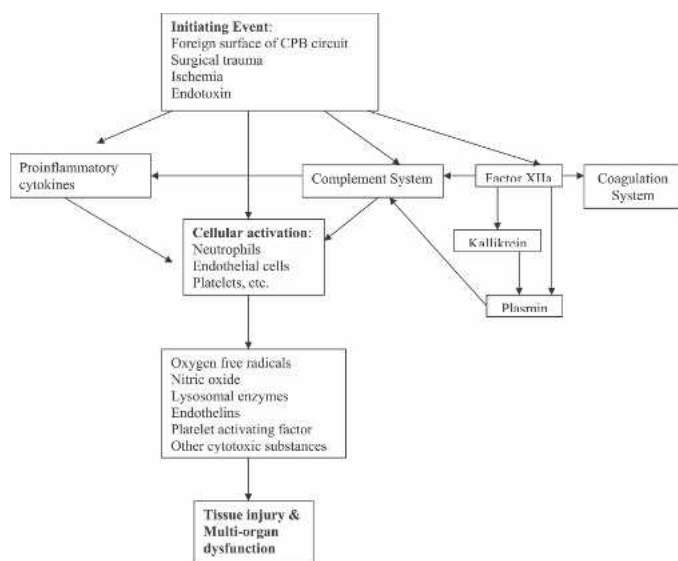 Initiating Event:
Foreign surface of CPB circuit
Surgical trauma
Ischemia
Endotoxin
Proinflammatory
cytokines
Complement System
Factor XIIa
Coagulation
System
Cellular activation:
Neutrophils
Endothelial cells
Platelets, etc.
Kallikrein
Plasmin
Oxygen free radicals
Nitric oxide
Lysosomal enzymes
Endothelins
Platelet activating factor
Other cytotoxic substances
Tissue injury &
Multi-organ
dysfunction